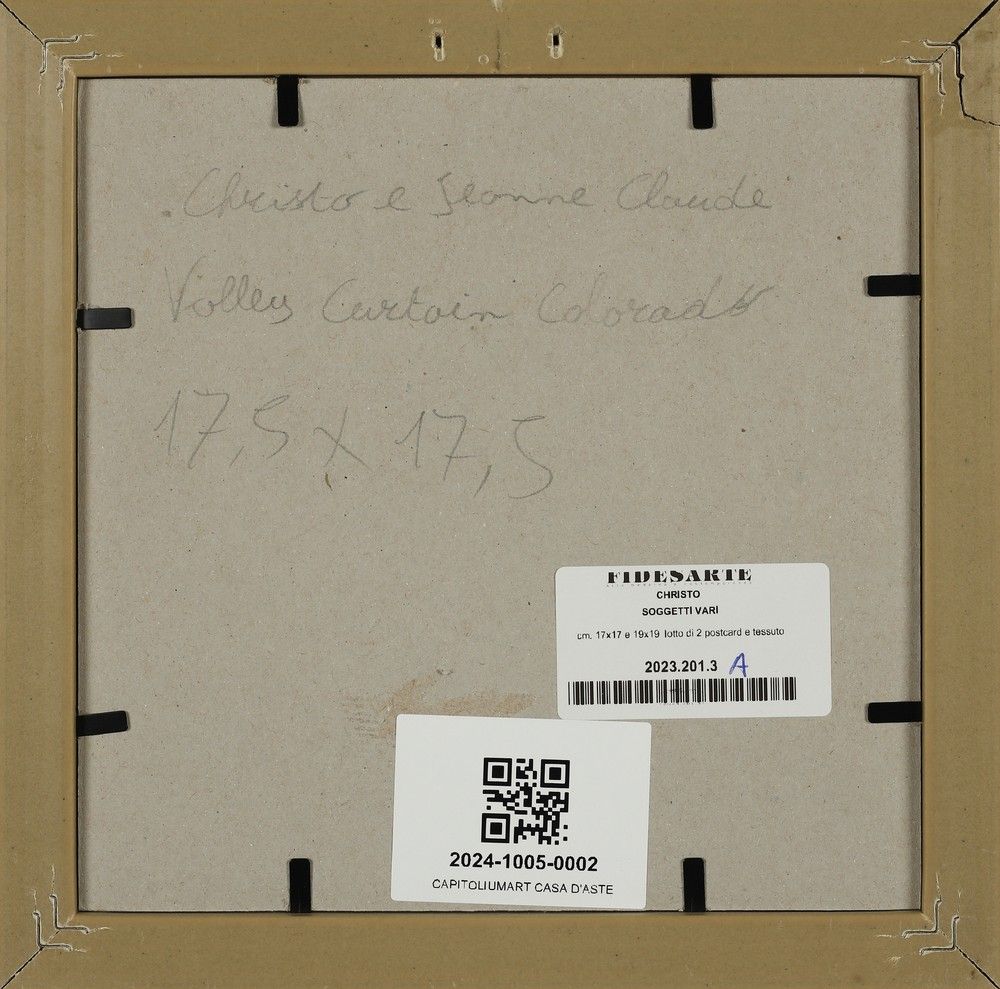 Christo e Jeanne Claude
Valley Curtain Colorado
17,5 x 17,5
FIDESARTE
CHRISTO
SOGGETTI VARI
cm. 17x17 e 19x19 lotto di 2 postcard e tessuto
2023.201.3 A
2024-1005-0002
CAPITOLIUMART CASA D'ASTE